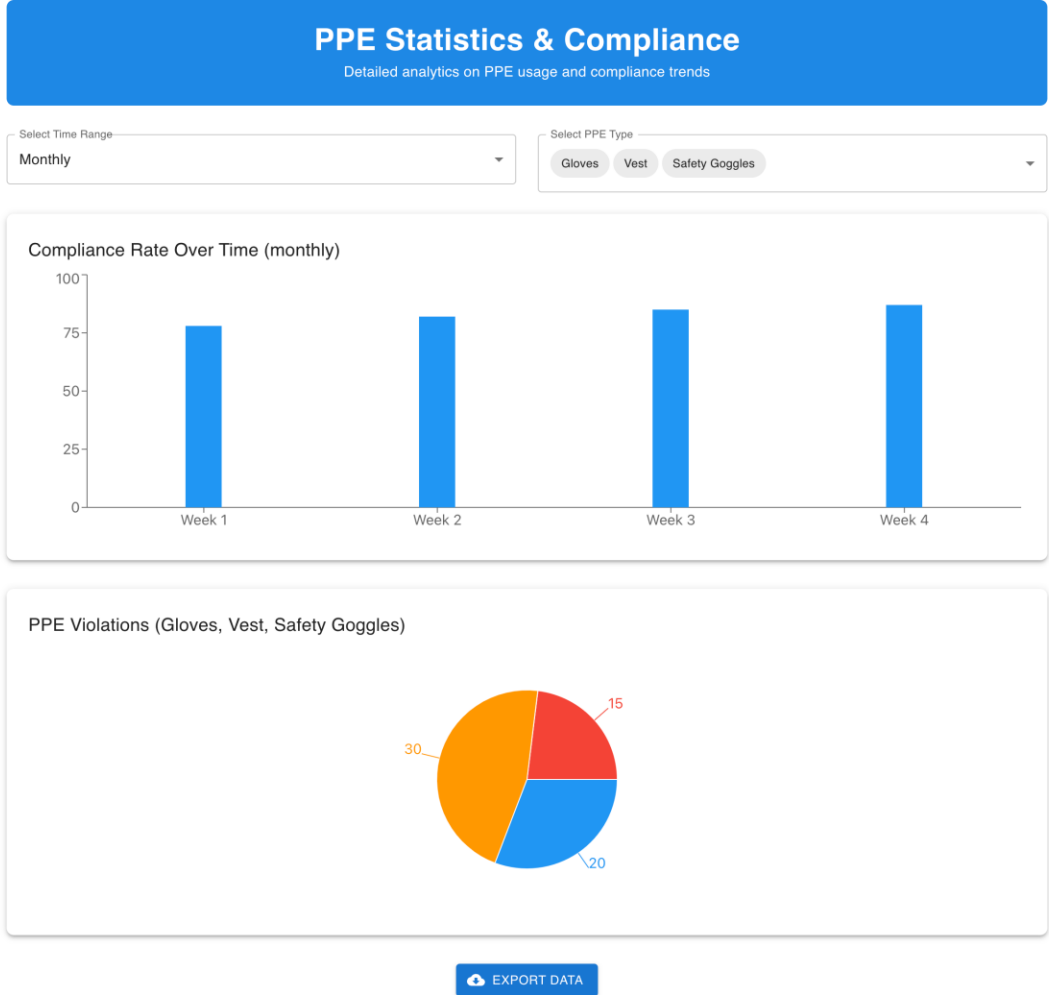 PPE Statistics & Compliance
Detailed analytics on PPE usage and compliance trends
Select Time Range
Monthly
Select PPE Type
Gloves Vest Safety Goggles
Compliance Rate Over Time (monthly)
100
75
50
25
0
Week 1 Week 2 Week 3 Week 4
PPE Violations (Gloves, Vest, Safety Goggles)
15
30
20
EXPORT DATA